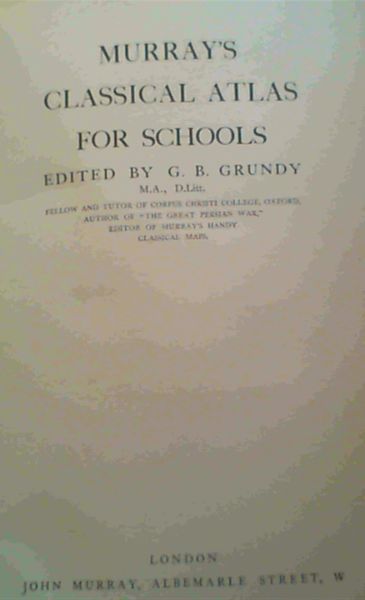 MURRAY'S
CLASSICAL ATLAS
FOR SCHOOLS
EDITED BY G. B. GRUNDY
M.A., D.Litt.
FELLOW AND TUTOR OF CORPUS CHRISTI COLLEGE, OXFORD,
AUTHOR OF "THE GREAT PERSIAN WAR,"
EDITOR OF MURRAY'S HANDY
CLASSICAL MAPS.
LONDON
JOHN MURRAY, ALBEMARLE STREET, W